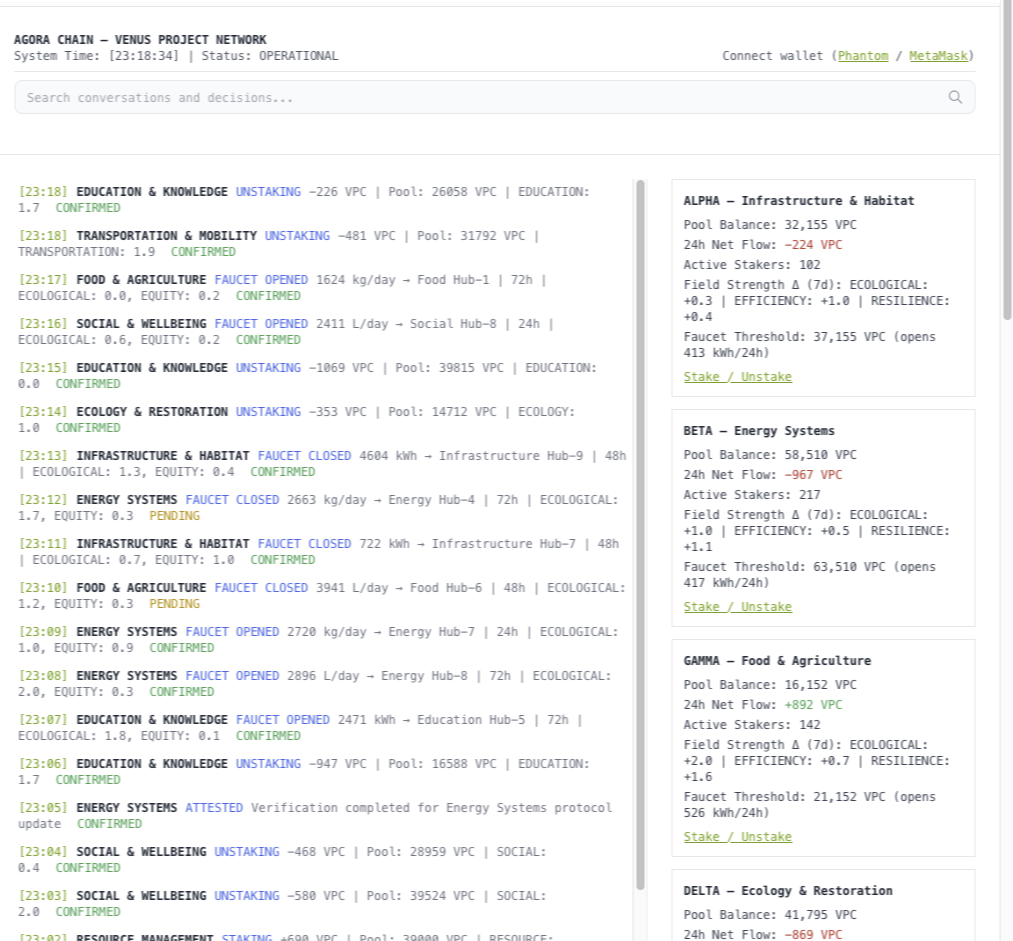 AGORA CHAIN — VENUS PROJECT NETWORK
System Time: [23:18:34] | Status: OPERATIONAL
Connect wallet (Phantom / MetaMask)
Search conversations and decisions...
[23:18] EDUCATION & KNOWLEDGE UNSTAKING −226 VPC | Pool: 26058 VPC | EDUCATION:
1.7 CONFIRMED
[23:18] TRANSPORTATION & MOBILITY UNSTAKING −481 VPC | Pool: 31792 VPC |
TRANSPORTATION: 1.9 CONFIRMED
[23:17] FOOD & AGRICULTURE FAUCET OPENED 1624 kg/day → Food Hub−1 | 72h |
ECOLOGICAL: 0.0, EQUITY: 0.2 CONFIRMED
[23:16] SOCIAL & WELLBEING FAUCET OPENED 2411 L/day → Social Hub−8 | 24h |
ECOLOGICAL: 0.6, EQUITY: 0.2 CONFIRMED
[23:15] EDUCATION & KNOWLEDGE UNSTAKING −1069 VPC | Pool: 39815 VPC | EDUCATION:
0.0 CONFIRMED
[23:14] ECOLOGY & RESTORATION UNSTAKING −353 VPC | Pool: 14712 VPC | ECOLOGY:
1.0 CONFIRMED
[23:13] INFRASTRUCTURE & HABITAT FAUCET CLOSED 4604 kWh → Infrastructure Hub−9 | 48h
| ECOLOGICAL: 1.3, EQUITY: 0.4 CONFIRMED
[23:12] ENERGY SYSTEMS FAUCET CLOSED 2663 kg/day → Energy Hub−4 | 72h | ECOLOGICAL:
1.7, EQUITY: 0.3 PENDING
[23:11] INFRASTRUCTURE & HABITAT FAUCET CLOSED 722 kWh → Infrastructure Hub−7 | 48h
| ECOLOGICAL: 0.7, EQUITY: 1.0 CONFIRMED
[23:10] FOOD & AGRICULTURE FAUCET CLOSED 3941 L/day → Food Hub−6 | 48h | ECOLOGICAL:
1.2, EQUITY: 0.3 PENDING
[23:09] ENERGY SYSTEMS FAUCET OPENED 2720 kg/day → Energy Hub−7 | 24h | ECOLOGICAL:
1.0, EQUITY: 0.9 CONFIRMED
[23:08] ENERGY SYSTEMS FAUCET OPENED 2896 L/day → Energy Hub−8 | 72h | ECOLOGICAL:
2.0, EQUITY: 0.3 CONFIRMED
[23:07] EDUCATION & KNOWLEDGE FAUCET OPENED 2471 kWh → Education Hub−5 | 72h |
ECOLOGICAL: 1.8, EQUITY: 0.1 CONFIRMED
[23:06] EDUCATION & KNOWLEDGE UNSTAKING −947 VPC | Pool: 16588 VPC | EDUCATION:
1.7 CONFIRMED
[23:05] ENERGY SYSTEMS ATTESTED Verification completed for Energy Systems protocol
update CONFIRMED
[23:04] SOCIAL & WELLBEING UNSTAKING −468 VPC | Pool: 28959 VPC | SOCIAL:
0.4 CONFIRMED
[23:03] SOCIAL & WELLBEING UNSTAKING −580 VPC | Pool: 39524 VPC | SOCIAL:
2.0 CONFIRMED
[23:02] RESOURCE MANAGEMENT STAKING +690 VPC | Pool: 39000 VPC | RESOURCE:
ALPHA — Infrastructure & Habitat
Pool Balance: 32,155 VPC
24h Net Flow: −224 VPC
Active Stakers: 102
Field Strength Δ (7d): ECOLOGICAL:
+0.3 | EFFICIENCY: +1.0 | RESILIENCE:
+0.4
Faucet Threshold: 37,155 VPC (opens
413 kWh/24h)
Stake / Unstake
BETA — Energy Systems
Pool Balance: 58,510 VPC
24h Net Flow: −967 VPC
Active Stakers: 217
Field Strength Δ (7d): ECOLOGICAL:
+1.0 | EFFICIENCY: +0.5 | RESILIENCE:
+1.1
Faucet Threshold: 63,510 VPC (opens
417 kWh/24h)
Stake / Unstake
GAMMA — Food & Agriculture
Pool Balance: 16,152 VPC
24h Net Flow: +892 VPC
Active Stakers: 142
Field Strength Δ (7d): ECOLOGICAL:
+2.0 | EFFICIENCY: +0.7 | RESILIENCE:
+1.6
Faucet Threshold: 21,152 VPC (opens
526 kWh/24h)
Stake / Unstake
DELTA — Ecology & Restoration
Pool Balance: 41,795 VPC
24h Net Flow: −869 VPC